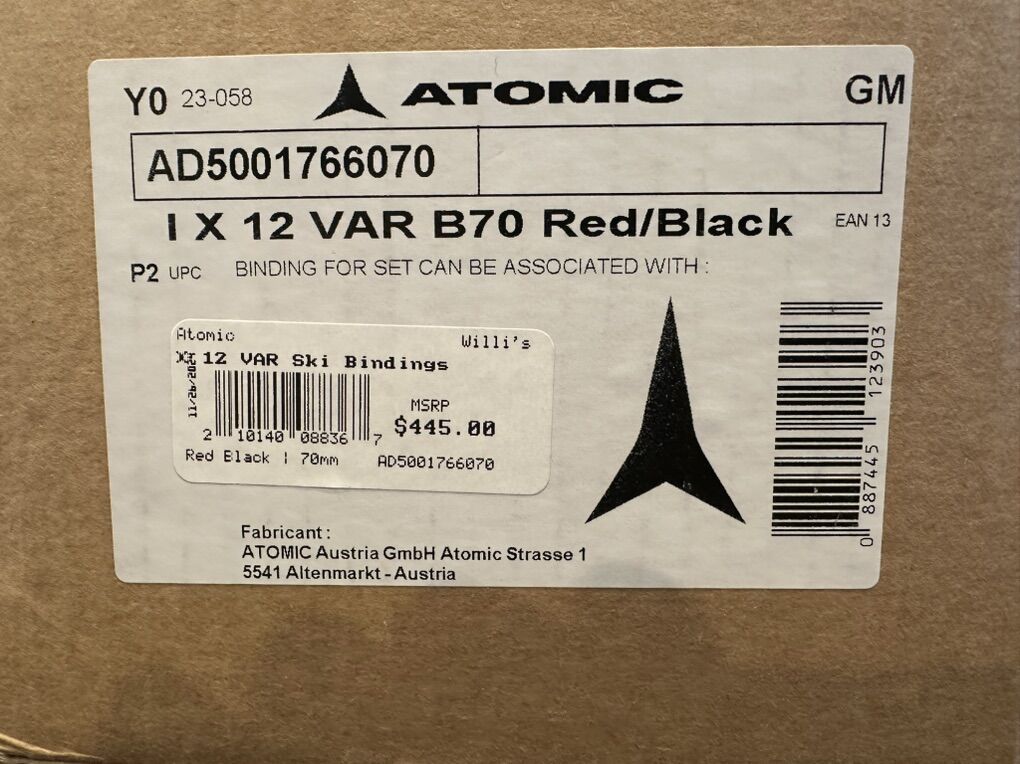 Y0 23-058 ATOMIC GM
AD5001766070
I X 12 VAR B70 Red/Black EAN 13
P2 UPC BINDING FOR SET CAN BE ASSOCIATED WITH :
Atomic Willi's
12 VAR Ski Bindings
MSRP
$445.00
2 10140 08836 7
Red Black | 70mm AD5001766070
0 887445 123903
Fabricant :
ATOMIC Austria GmbH Atomic Strasse 1
5541 Altenmarkt - Austria